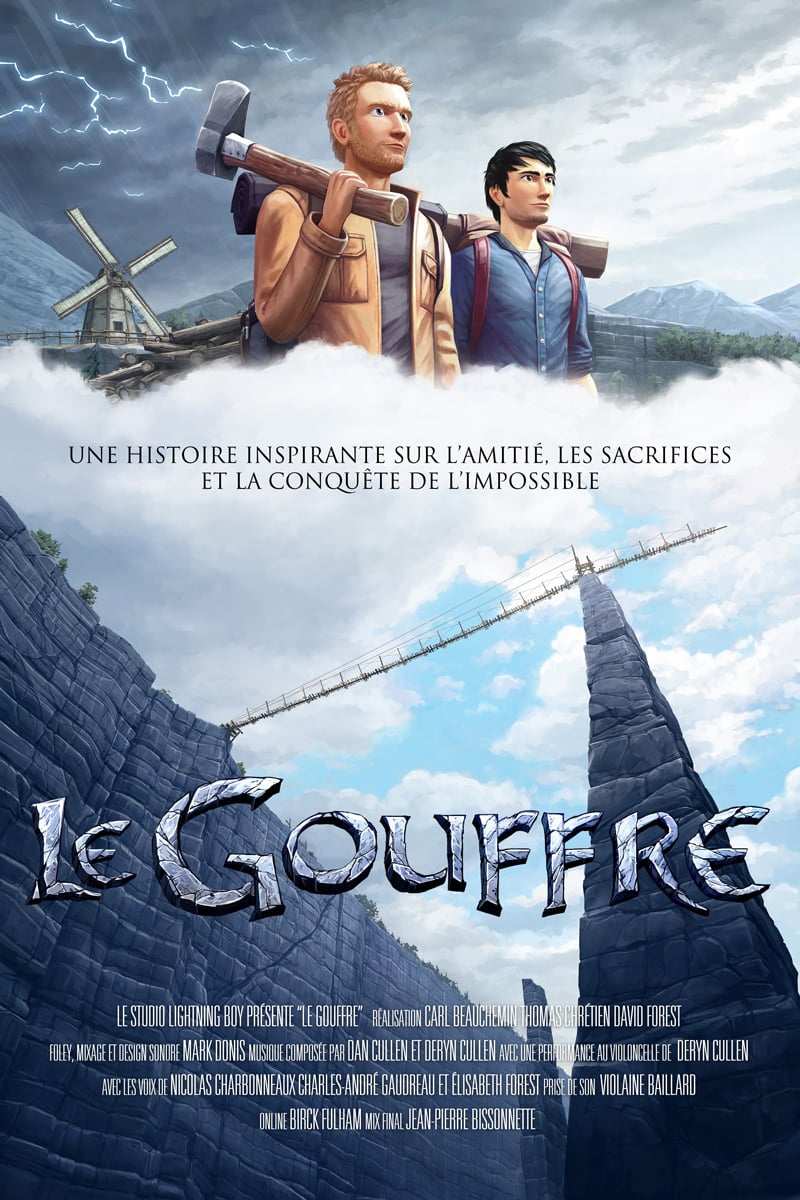 UNE HISTOIRE INSPIRANTE SUR L'AMITIÉ, LES SACRIFICES
ET LA CONQUÊTE DE L'IMPOSSIBLE
LE GOUFFRE
LE STUDIO LIGHTNING BOY PRÉSENTE "LE GOUFFRE" RÉALISATION CARL BEAUCHEMIN THOMAS CHRÉTIEN DAVID FOREST
FOLEY, MIXAGE ET DESIGN SONORE MARK DONIS MUSIQUE COMPOSÉE PAR DAN CULLEN ET DERYN CULLEN AVEC UNE PERFORMANCE AU VIOLONCELLE DE DERYN CULLEN
AVEC LES VOIX DE NICOLAS CHARBONNEAUX CHARLES-ANDRÉ GAUDREAU ET ÉLISABETH FOREST PRISE DE SON VIOLAINE BAILLARD
ONLINE BIRCK FULHAM MIX FINAL JEAN-PIERRE BISSONNETTE